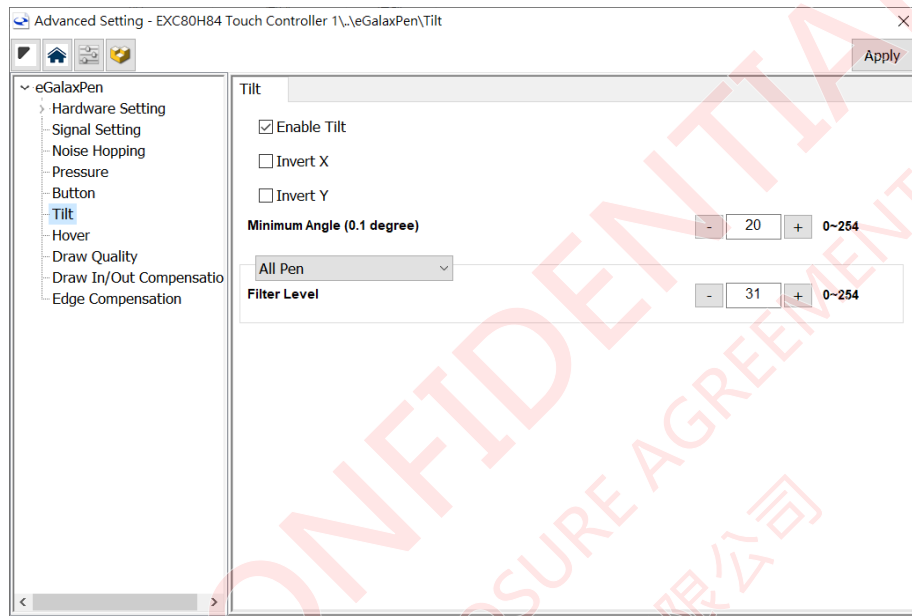 Advanced Setting - EXC80H84 Touch Controller 1\..\eGalaxPen\Tilt
Apply
eGalaxPen
Hardware Setting
Signal Setting
Noise Hopping
Pressure
Button
Tilt
Hover
Draw Quality
Draw In/Out Compensatio
Edge Compensation
Tilt
Enable Tilt
Invert X
Invert Y
Minimum Angle (0.1 degree) - 20 + 0~254
All Pen
Filter Level - 31 + 0~254
ONFIDENTIAL
OSURE AGREEMENT
限公司